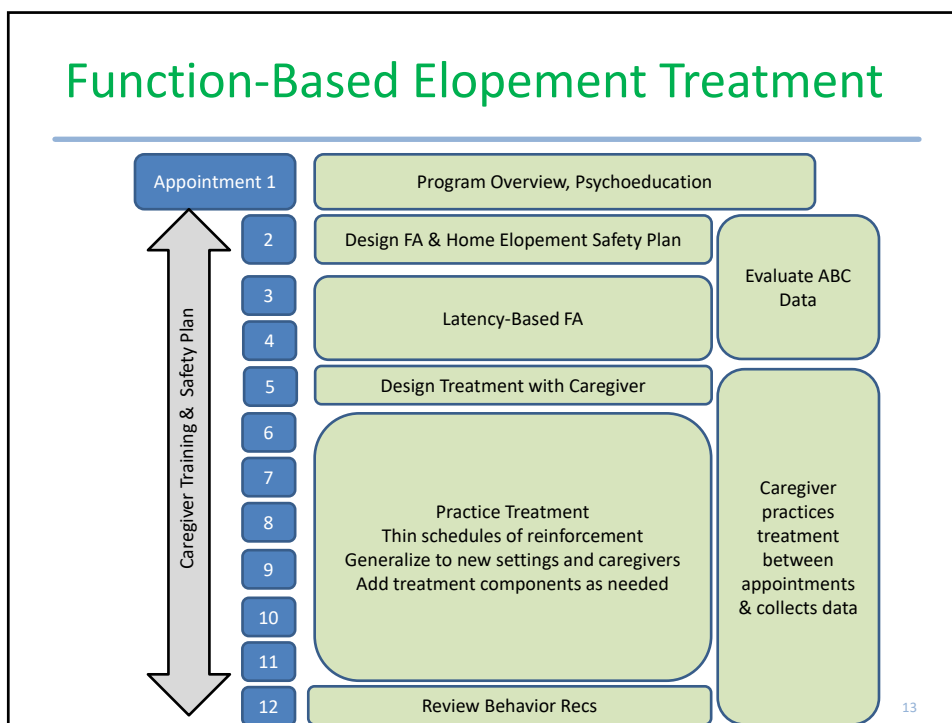 Function-Based Elopement Treatment
Appointment 1
Program Overview, Psychoeducation
Caregiver Training & Safety Plan
2
Design FA & Home Elopement Safety Plan
Evaluate ABC
Data
3
4
Latency-Based FA
5
Design Treatment with Caregiver
6
7
8
9
10
11
Practice Treatment
Thin schedules of reinforcement
Generalize to new settings and caregivers
Add treatment components as needed
Caregiver
practices
treatment
between
appointments
& collects data
12
Review Behavior Recs
13